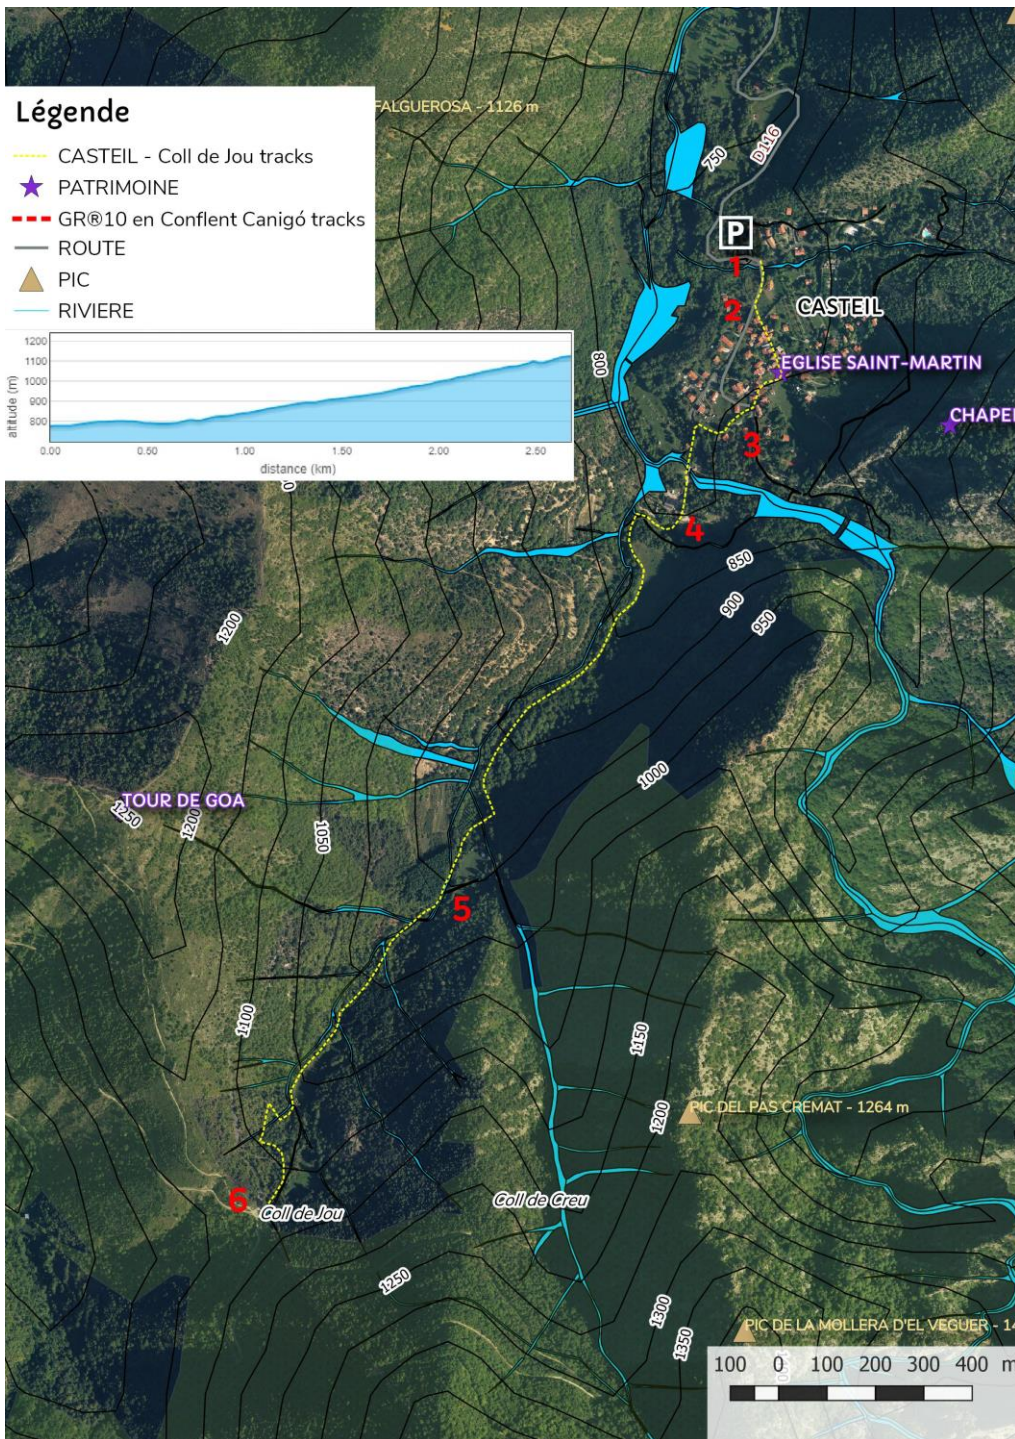 FALGUEROSA - 1126 m
Légende
CASTEIL - Coll de Jou tracks
PATRIMOINE
GR®10 en Conflent Canigó tracks
ROUTE
PIC
RIVIERE
D116
750
P
1
2
CASTEIL
EGLISE SAINT-MARTIN
800
CHAPE
3
4
1200
1100
1000
900
800
altitude (m)
0.00 0.50 1.00 1.50 2.00 2.50
distance (km)
850
900
950
1200
1000
TOUR DE GOA
1250
1200
1050
5
1100
1150
1200
PIC DEL PAS CREMAT - 1264 m
6
Coll de Jou
Coll de Creu
1250
1300
1350
PIC DE LA MOLLERA D'EL VEGUER - 14
100 0 100 200 300 400 m